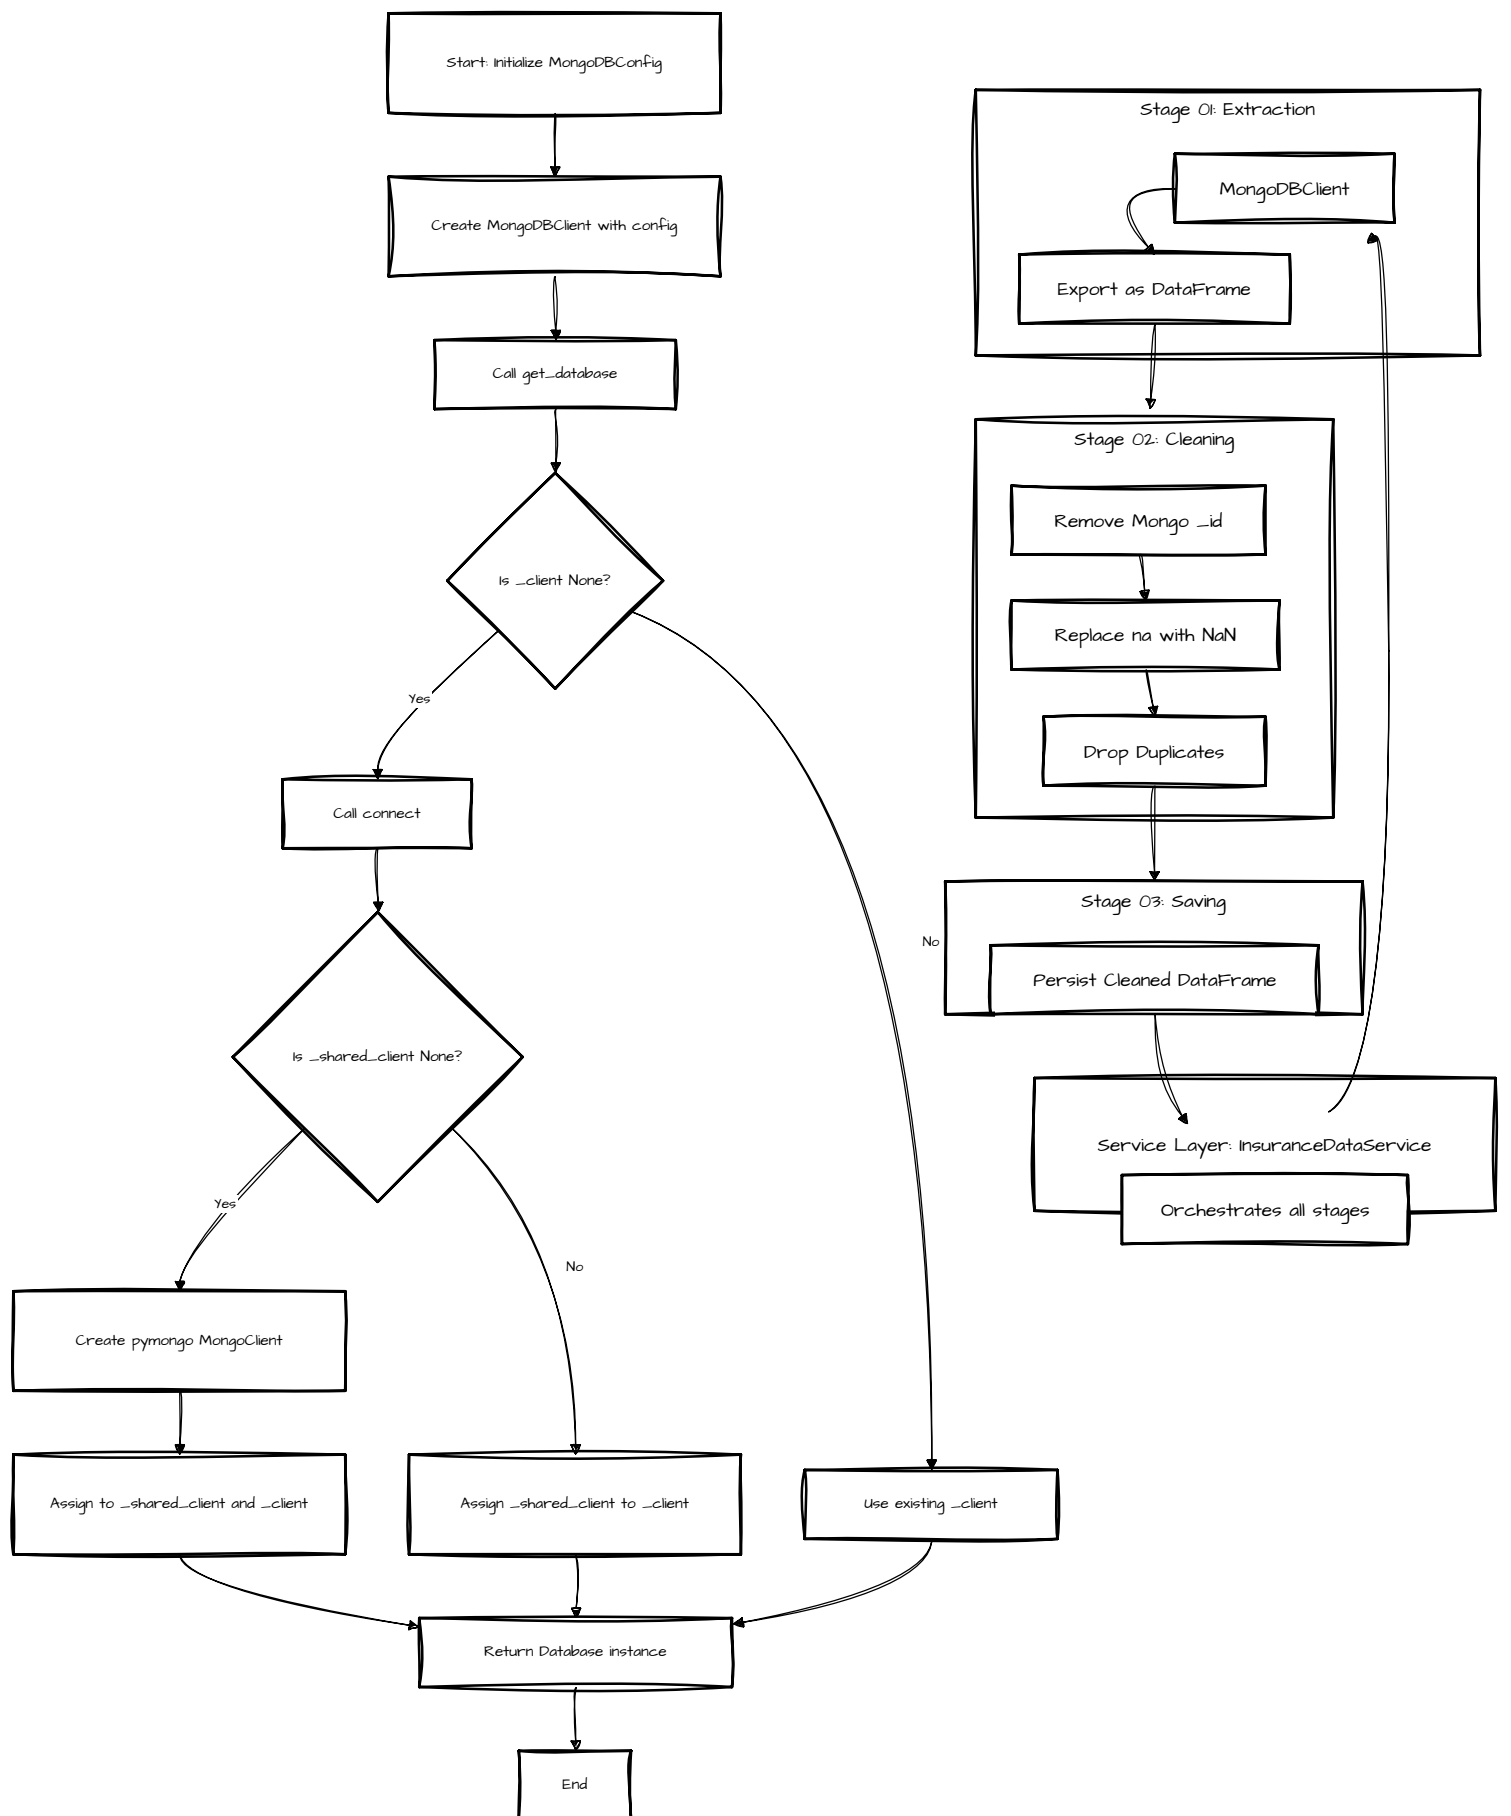 Start: Initialize MongoDBConfig
Create MongoDBClient with config
Call get_database
Is _client None?
Yes
No
Call connect
Is _shared_client None?
Yes
No
Create pymongo MongoClient
Assign to _shared_client and _client
Assign _shared_client to _client
Use existing _client
Return Database instance
End
Stage 01: Extraction
MongoDBClient
Export as DataFrame
Stage 02: Cleaning
Remove Mongo _id
Replace na with NaN
Drop Duplicates
Stage 03: Saving
Persist Cleaned DataFrame
Service Layer: InsuranceDataService
Orchestrates all stages